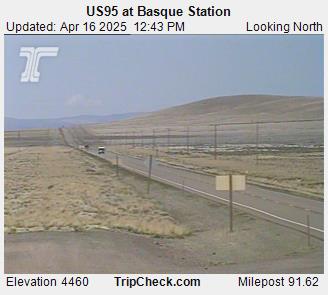 US95 at Basque Station
Updated: Apr 16 2025  12:43 PM Looking North
Elevation 4460 TripCheck.com Milepost 91.62